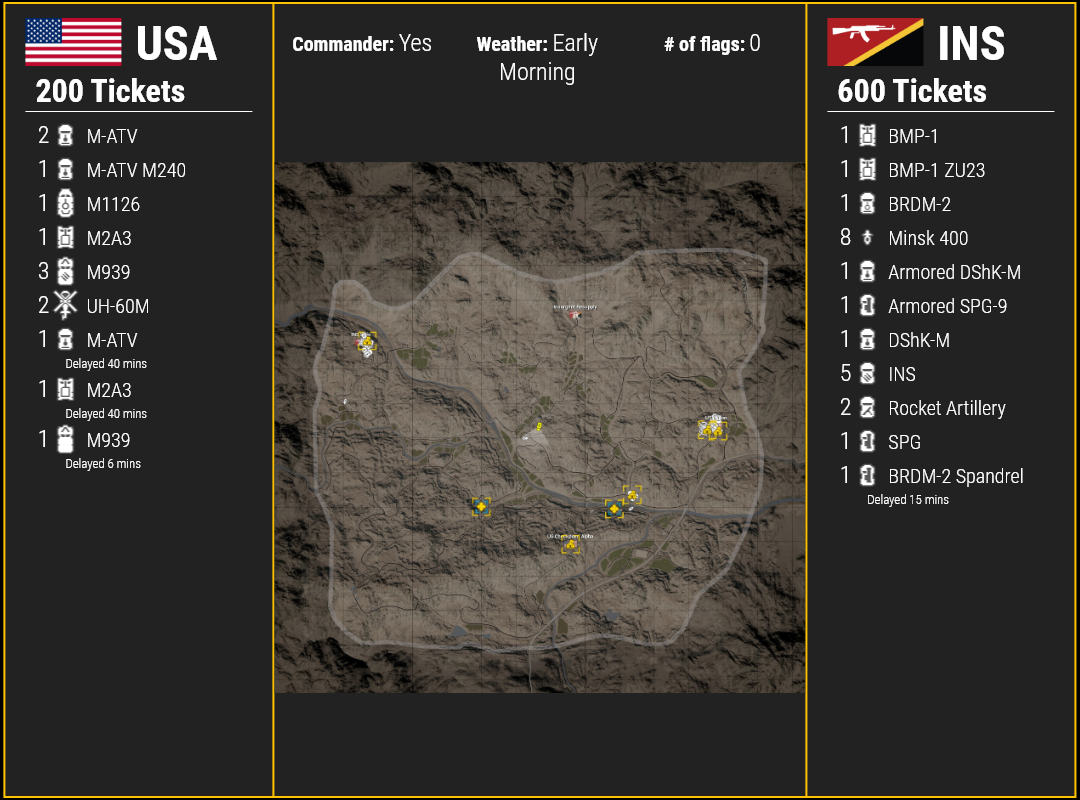 USA
200 Tickets
2 M-ATV
1 M-ATV M240
1 M1126
1 M2A3
3 M939
2 UH-60M
1 M-ATV
Delayed 40 mins
1 M2A3
Delayed 40 mins
1 M939
Delayed 6 mins
Commander: Yes
Weather: Early
Morning
# of flags: 0
Insurgent Resupply
US
INS
600 Tickets
1 BMP-1
1 BMP-1 ZU23
1 BRDM-2
8 Minsk 400
1 Armored DShK-M
1 Armored SPG-9
1 DShK-M
5 INS
2 Rocket Artillery
1 SPG
1 BRDM-2 Spandrel
Delayed 15 mins